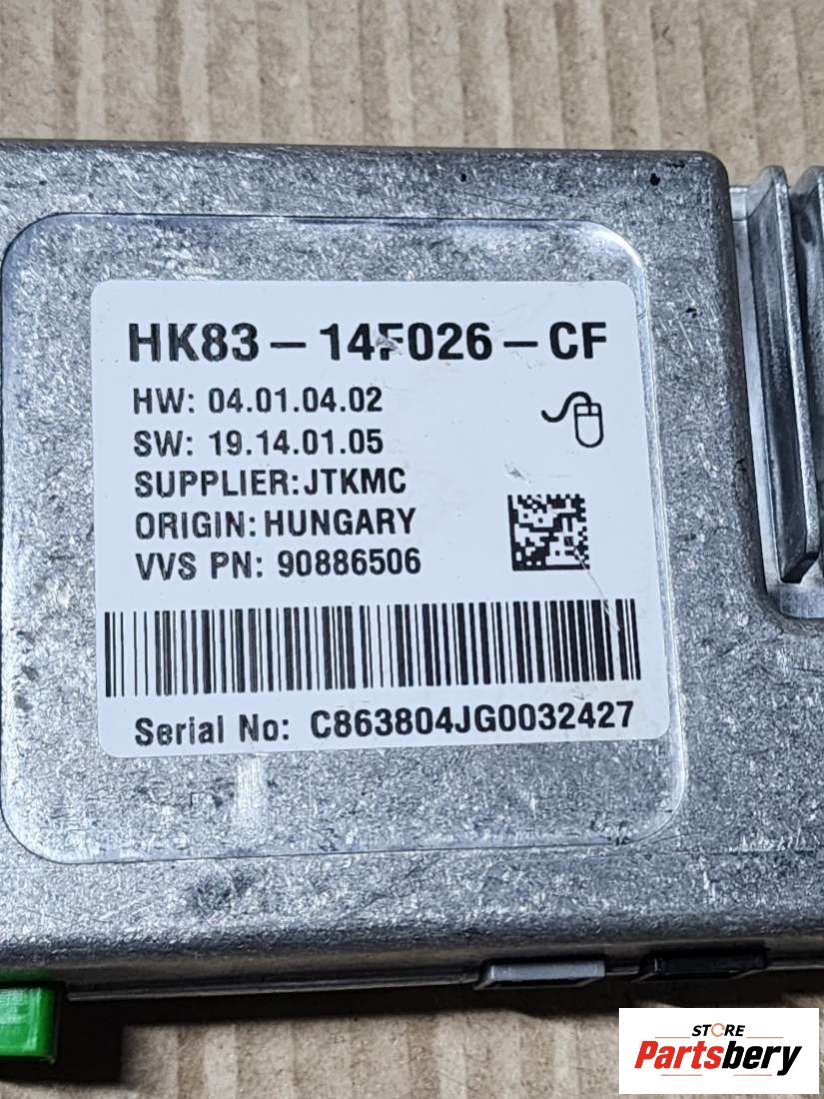 HK83-14F026-CF
HW: 04.01.04.02
SW: 19.14.01.05
SUPPLIER:JTKMC
ORIGIN: HUNGARY
VVS PN: 90886506
Serial No: C863804JG0032427
STORE
Partsbery